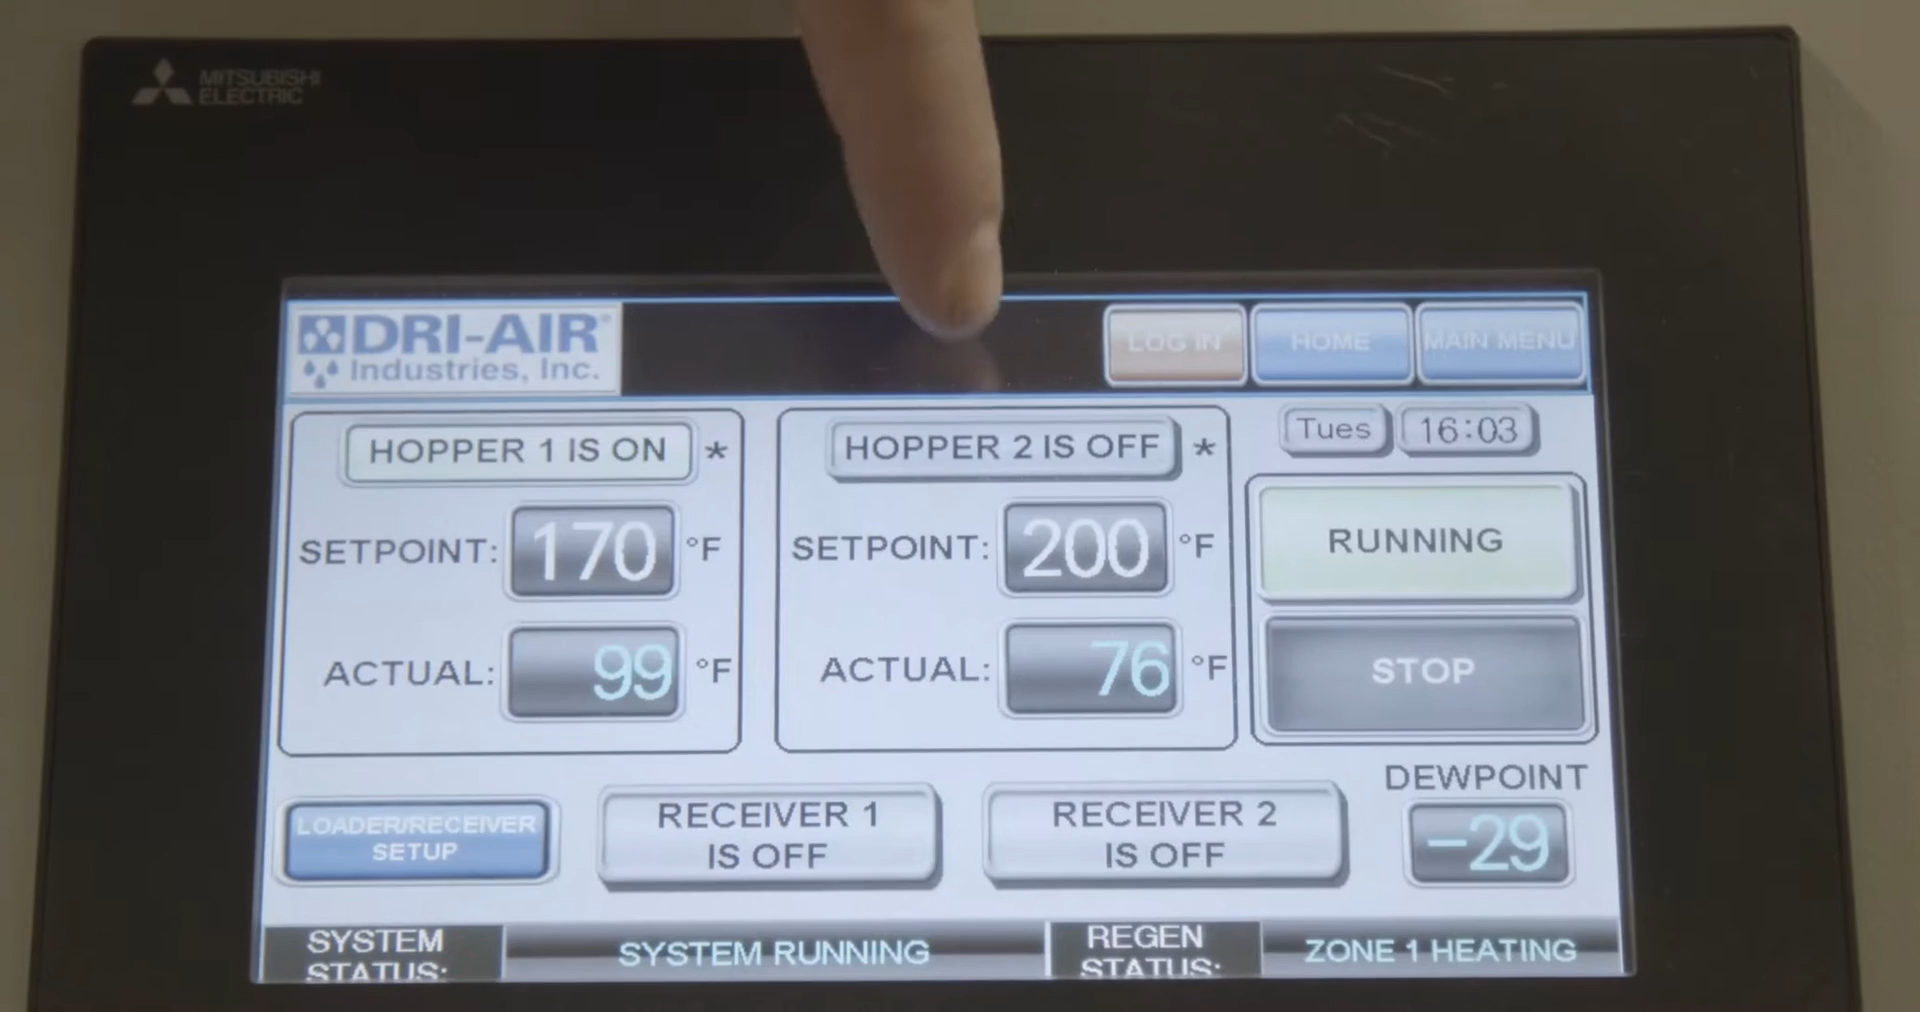 MITSUBISHI
ELECTRIC
DRI-AIR®
Industries, Inc.
LOG IN
HOME
MAIN MENU
HOPPER 1 IS ON *
HOPPER 2 IS OFF *
Tues
16:03
SETPOINT: 170 °F
SETPOINT: 200 °F
RUNNING
ACTUAL: 99 °F
ACTUAL: 76 °F
STOP
DEWPOINT
-29
LOADER/RECEIVER
SETUP
RECEIVER 1
IS OFF
RECEIVER 2
IS OFF
SYSTEM
STATUS:
SYSTEM RUNNING
REGEN
STATUS:
ZONE 1 HEATING